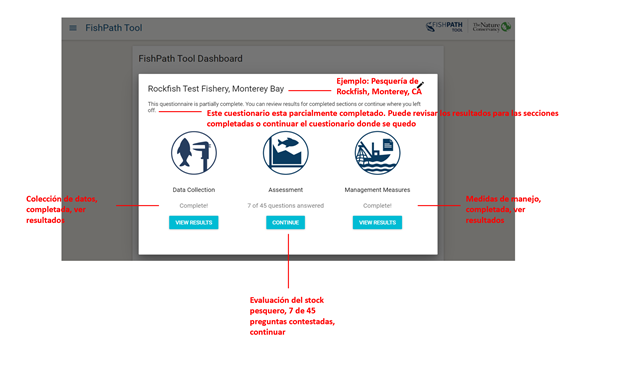 FishPath Tool
FISHPATH TOOL
The Nature Conservancy
FishPath Tool Dashboard
Rockfish Test Fishery, Monterey Bay
Ejemplo: Pesquería de
Rockfish, Monterey, CA
This questionnaire is partially complete. You can review results for completed sections or continue where you left
off.
Este cuestionario esta parcialmente completado. Puede revisar los resultados para las secciones
completadas o continuar el cuestionario donde se quedo
Data Collection
Assessment
Management Measures
Colección de datos,
completada, ver
resultados
Complete!
7 of 45 questions answered
Complete!
Medidas de manejo,
completada, ver
resultados
VIEW RESULTS
CONTINUE
VIEW RESULTS
Evaluación del stock
pesquero, 7 de 45
preguntas contestadas,
continuar